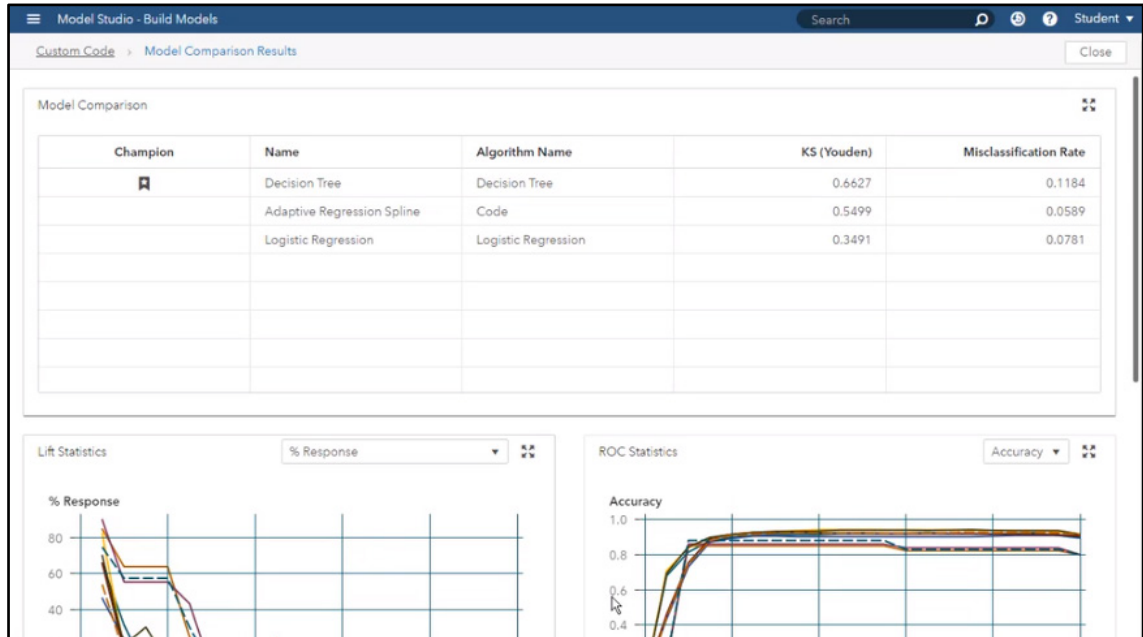 Model Studio - Build Models
Search
Student
Custom Code > Model Comparison Results
Close
Model Comparison
Champion Name Algorithm Name KS (Youden) Misclassification Rate
Decision Tree Decision Tree 0.6627 0.1184
Adaptive Regression Spline Code 0.5499 0.0589
Logistic Regression Logistic Regression 0.3491 0.0781
Lift Statistics % Response
% Response
80
60
40
ROC Statistics Accuracy
Accuracy
1.0
0.8
0.6
0.4